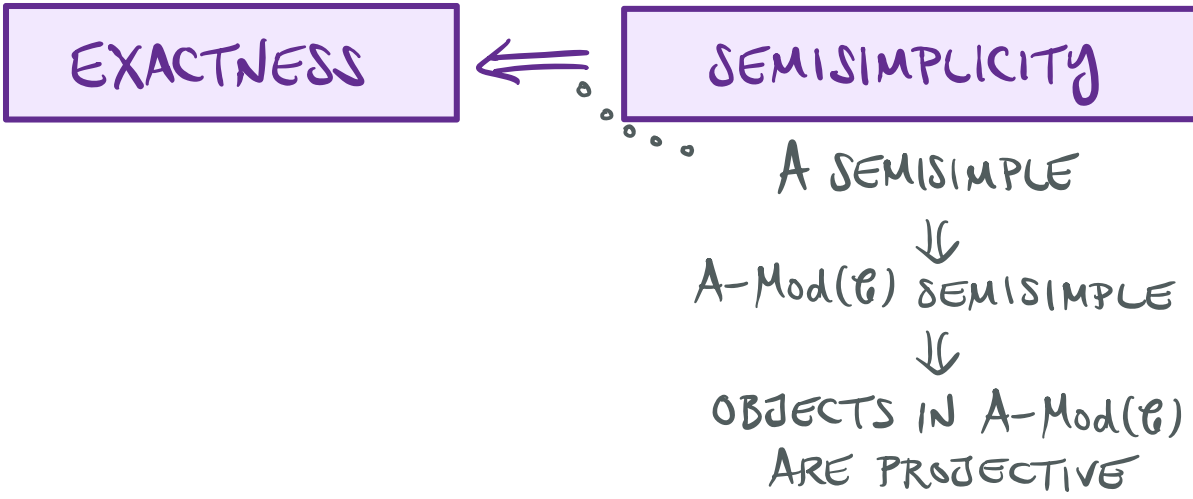 EXACTNESS ⇐ SEMISIMPLICITY
A SEMISIMPLE
⇓
A-Mod(𝒞) SEMISIMPLE
⇓
OBJECTS IN A-Mod(𝒞)
ARE PROJECTIVE